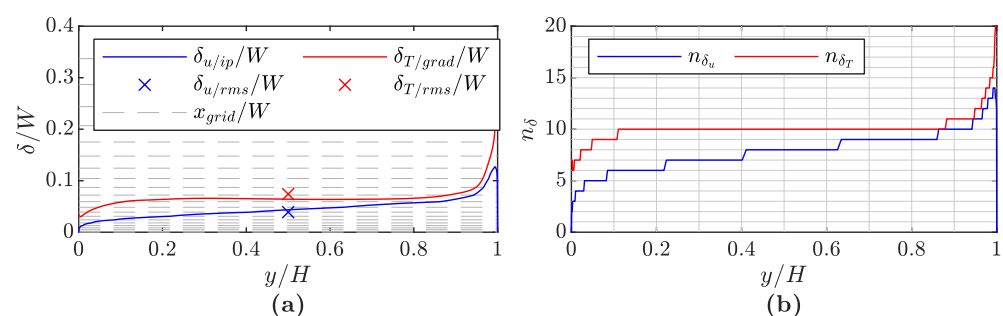 0.4
0.3
0.2
0.1
0
δ/W
δ_{u/ip}/W
δ_{T/grad}/W
δ_{u/rms}/W
δ_{T/rms}/W
x_{grid}/W
0 0.2 0.4 0.6 0.8 1
y/H
(a)
20
15
10
5
0
n_δ
n_{δ_u}
n_{δ_T}
0 0.2 0.4 0.6 0.8 1
y/H
(b)